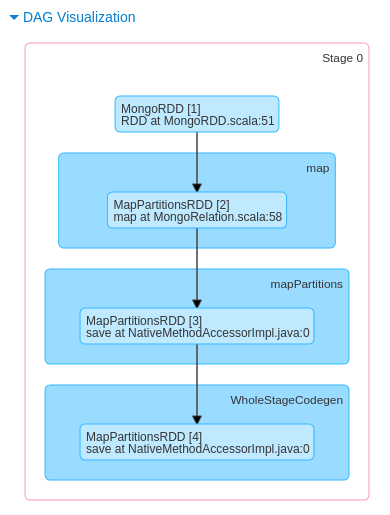 DAG Visualization
Stage 0
MongoRDD [1]
RDD at MongoRDD.scala:51
map
MapPartitionsRDD [2]
map at MongoRelation.scala:58
mapPartitions
MapPartitionsRDD [3]
save at NativeMethodAccessorImpl.java:0
WholeStageCodegen
MapPartitionsRDD [4]
save at NativeMethodAccessorImpl.java:0